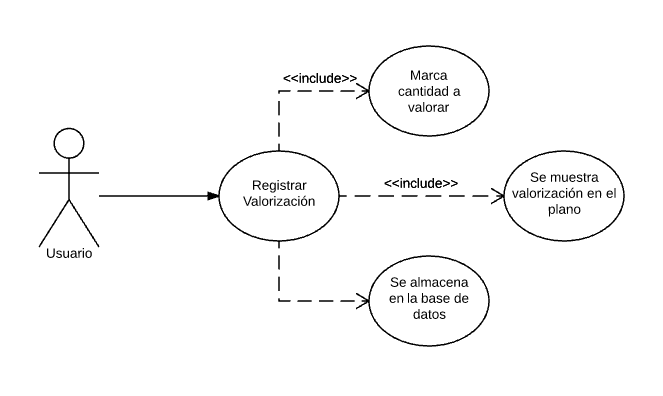 <<include>>
Marca
cantidad a
valorar
Registrar
Valorización
<<include>>
Se muestra
valorización en el
plano
Usuario
Se almacena
en la base de
datos